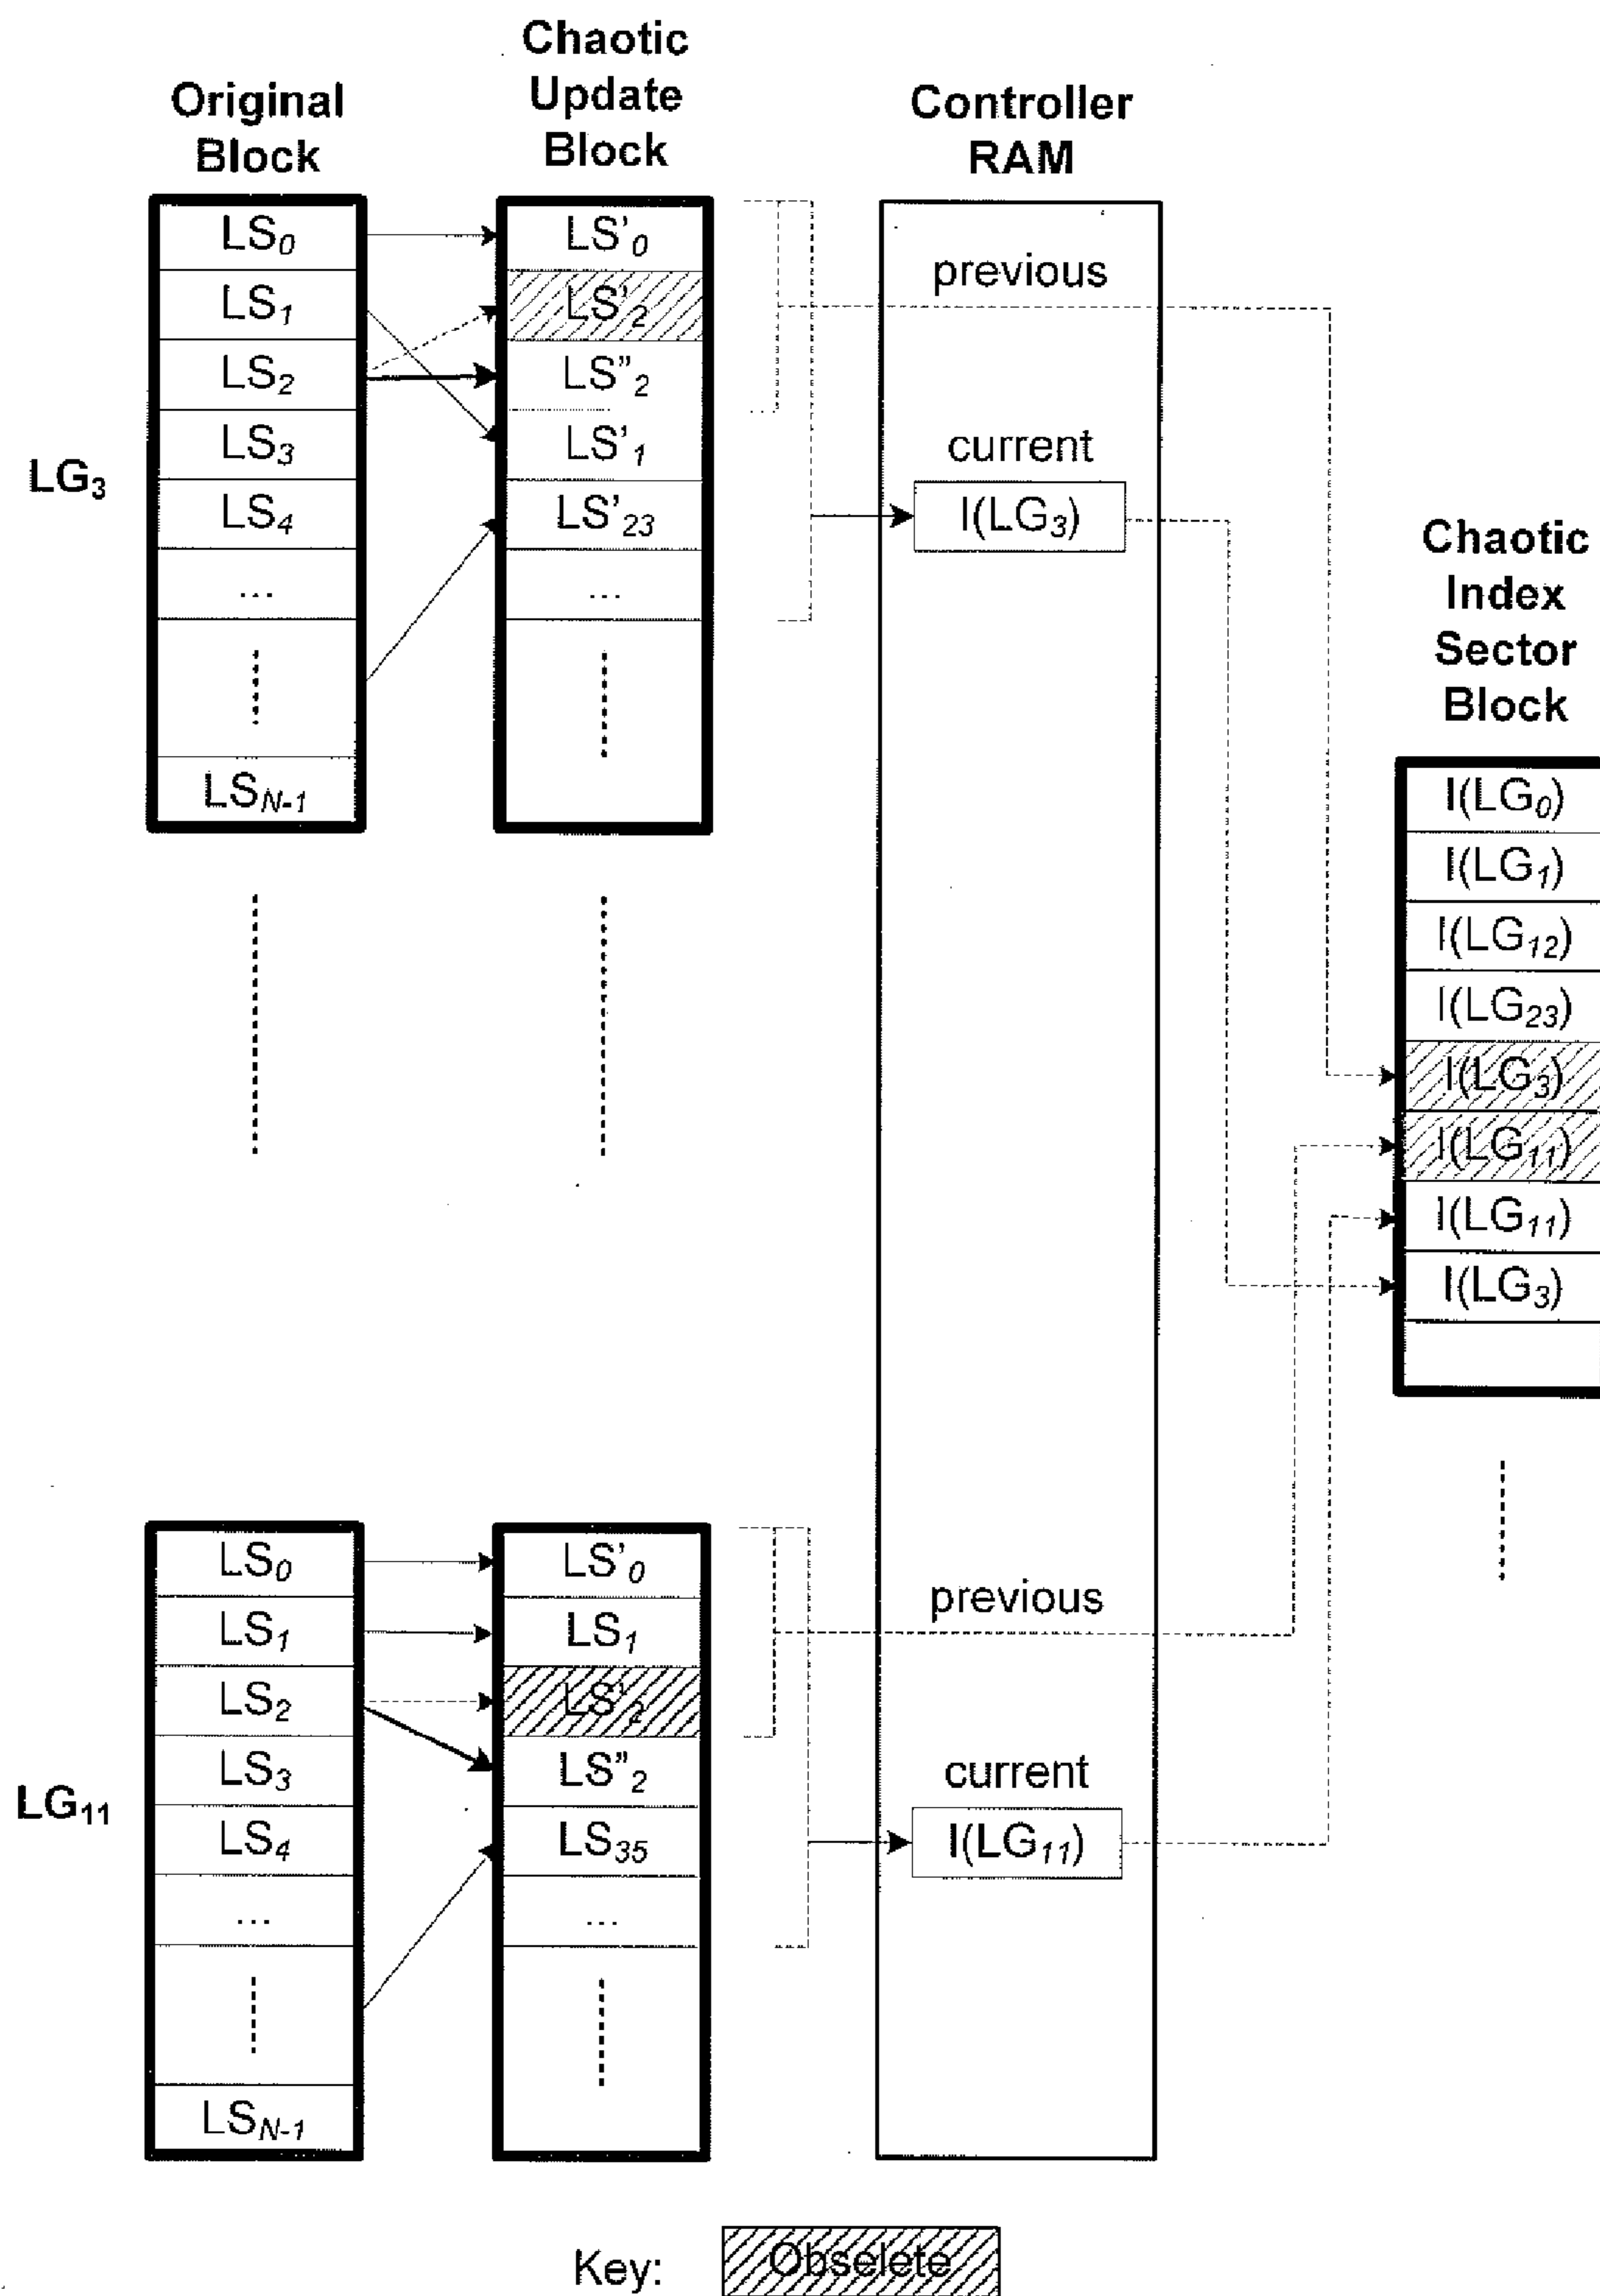 Original
Block
Chaotic
Update
Block
Controller
RAM
LG3
LS0
LS1
LS2
LS3
LS4
...
LSN-1
LS'0
LS'2
LS"2
LS'1
LS'23
...
previous
current
I(LG3)
Chaotic
Index
Sector
Block
I(LG0)
I(LG1)
I(LG12)
I(LG23)
I(LG3)
I(LG11)
I(LG11)
I(LG3)
LG11
LS0
LS1
LS2
LS3
LS4
...
LSN-1
LS'0
LS1
LS'2
LS"2
LS35
...
previous
current
I(LG11)
Key:
Obselete